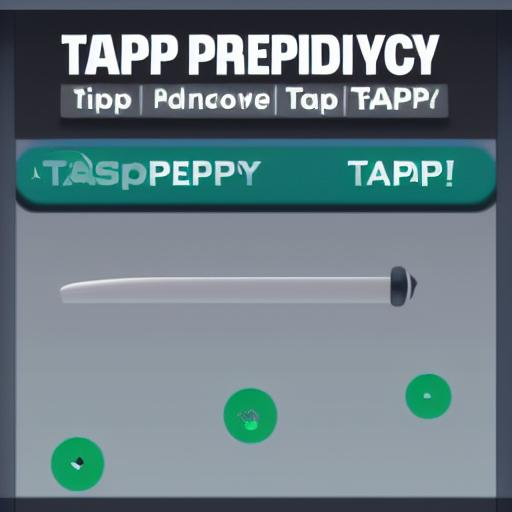 TAPP PREPIDIYCY
Tipp | Pdncove | Tap | TAPP/
TASpPEPPY TAPP!